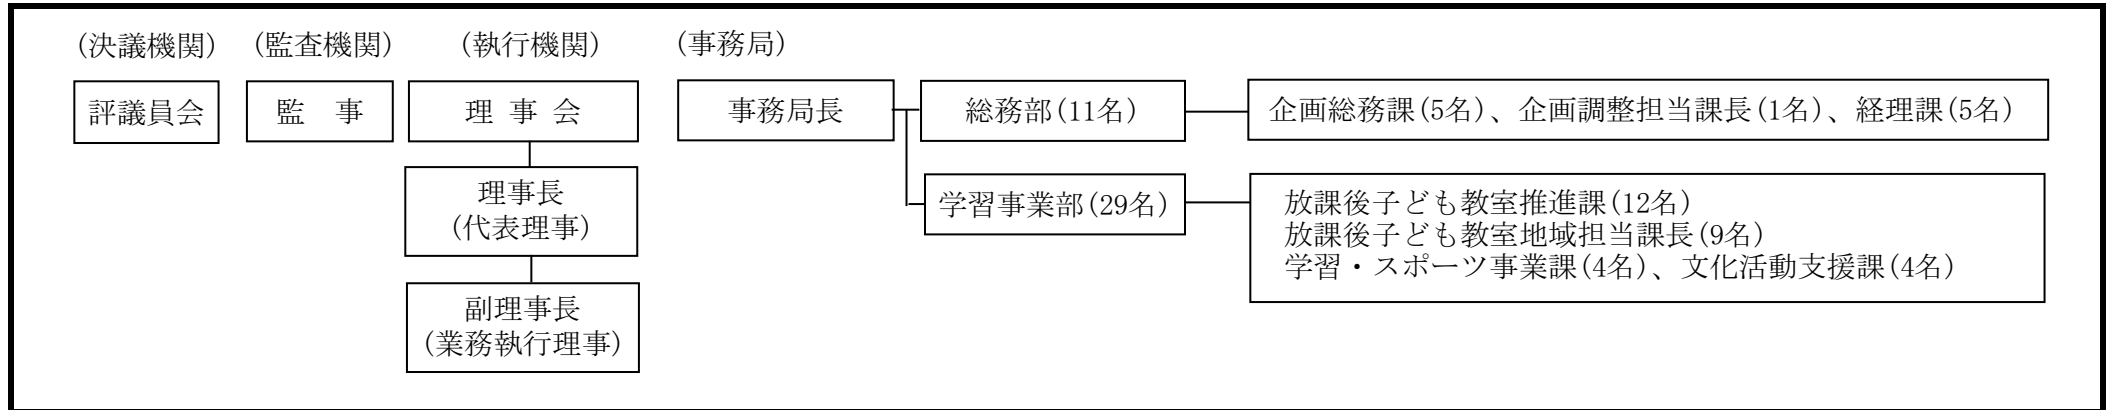 (決議機関) (監査機関) (執行機関) (事務局)
評議員会 監　事 理 事 会 事務局長 総務部(11名) 企画総務課(5名)、企画調整担当課長(1名)、経理課(5名)
理事長
(代表理事)
副理事長
(業務執行理事)
学習事業部(29名)
放課後子ども教室推進課(12名)
放課後子ども教室地域担当課長(9名)
学習・スポーツ事業課(4名)、文化活動支援課(4名)